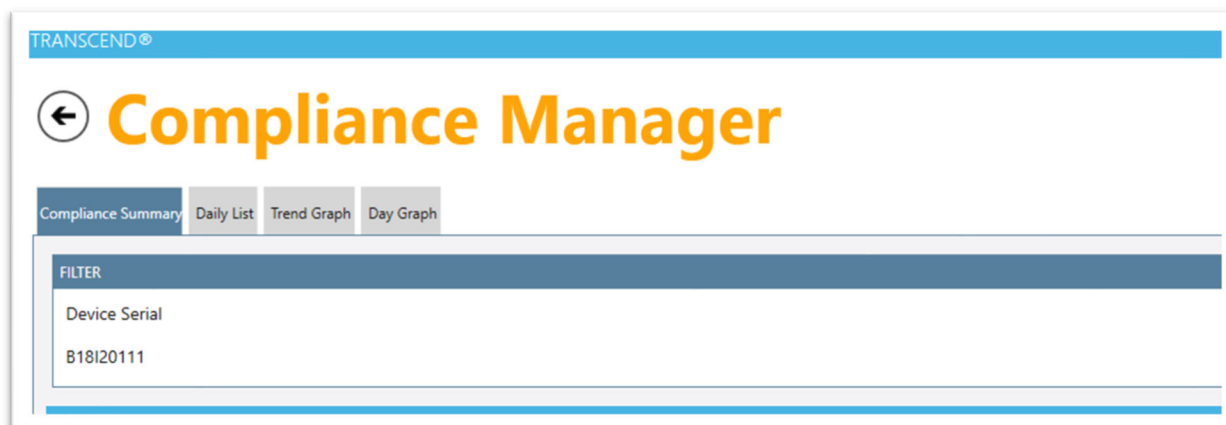 TRANSCEND®
Compliance Manager
Compliance Summary Daily List Trend Graph Day Graph
FILTER
Device Serial
B18I20111